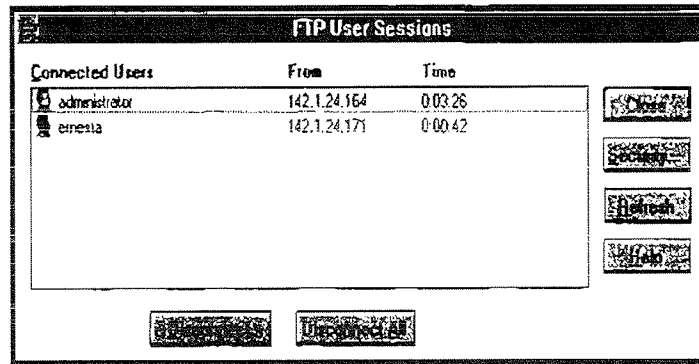 FTP User Sessions
Connected Users From Time
administrator 142.1.24.164 0:03:26
142.1.24.171 0:00:42
Close
Security...
Refresh
Help
Disconnect All